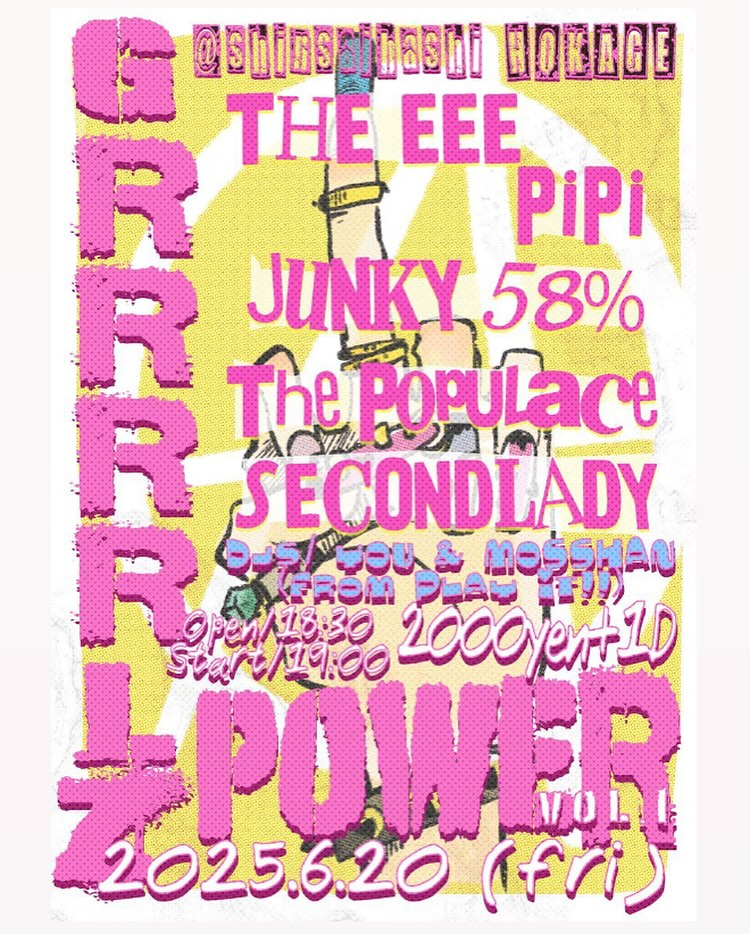 @shinsaibashi HOKAGE
THE EEE
PiPi
JUNKY 58%
The Populace
SECONDLADY
DJS/ YOU & MOSSHAN
(FROM PLAY IT!!)
Open/18:30
Start/19:00
2000yen+1D
GRRRRLZ
POWER
VOL 1
2025.6.20 (fri)